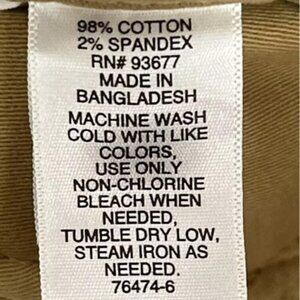 98% COTTON
2% SPANDEX
RN# 93677
MADE IN
BANGLADESH
MACHINE WASH
COLD WITH LIKE
COLORS,
USE ONLY
NON-CHLORINE
BLEACH WHEN
NEEDED,
TUMBLE DRY LOW,
STEAM IRON AS
NEEDED.
76474-6